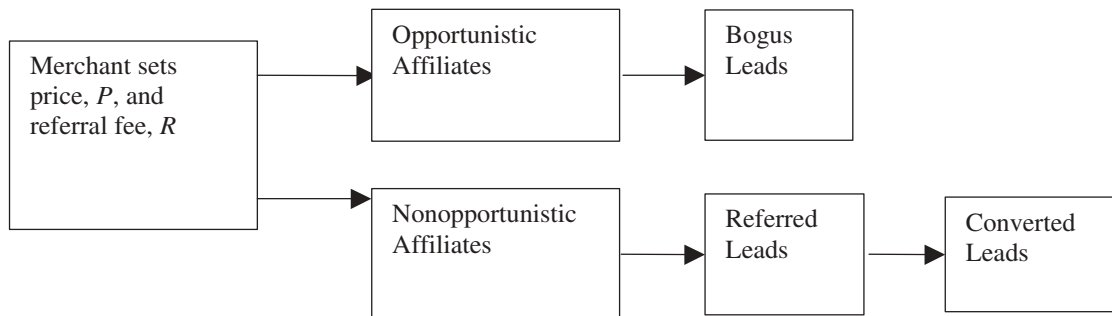 Merchant sets
price, P, and
referral fee, R
Opportunistic
Affiliates
Bogus
Leads
Nonopportunistic
Affiliates
Referred
Leads
Converted
Leads